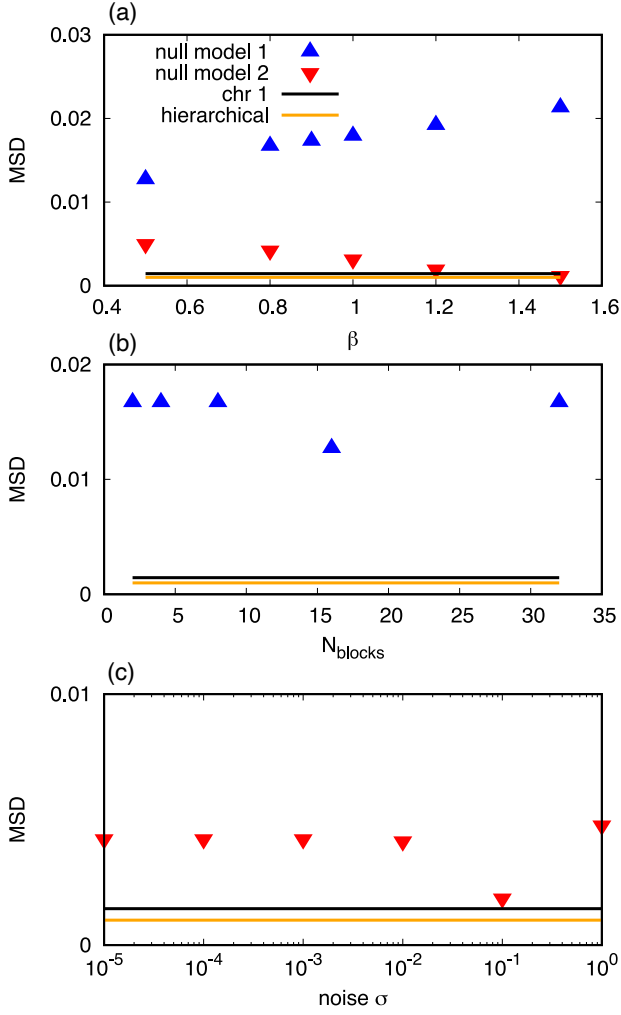 (a)
0.03
null model 1
null model 2
chr 1
hierarchical
0.02
MSD
0.01
0
0.4 0.6 0.8 1 1.2 1.4 1.6
β
(b)
0.02
MSD
0.01
0
0 5 10 15 20 25 30 35
N_blocks
(c)
0.01
MSD
0
10^-5 10^-4 10^-3 10^-2 10^-1 10^0
noise σ